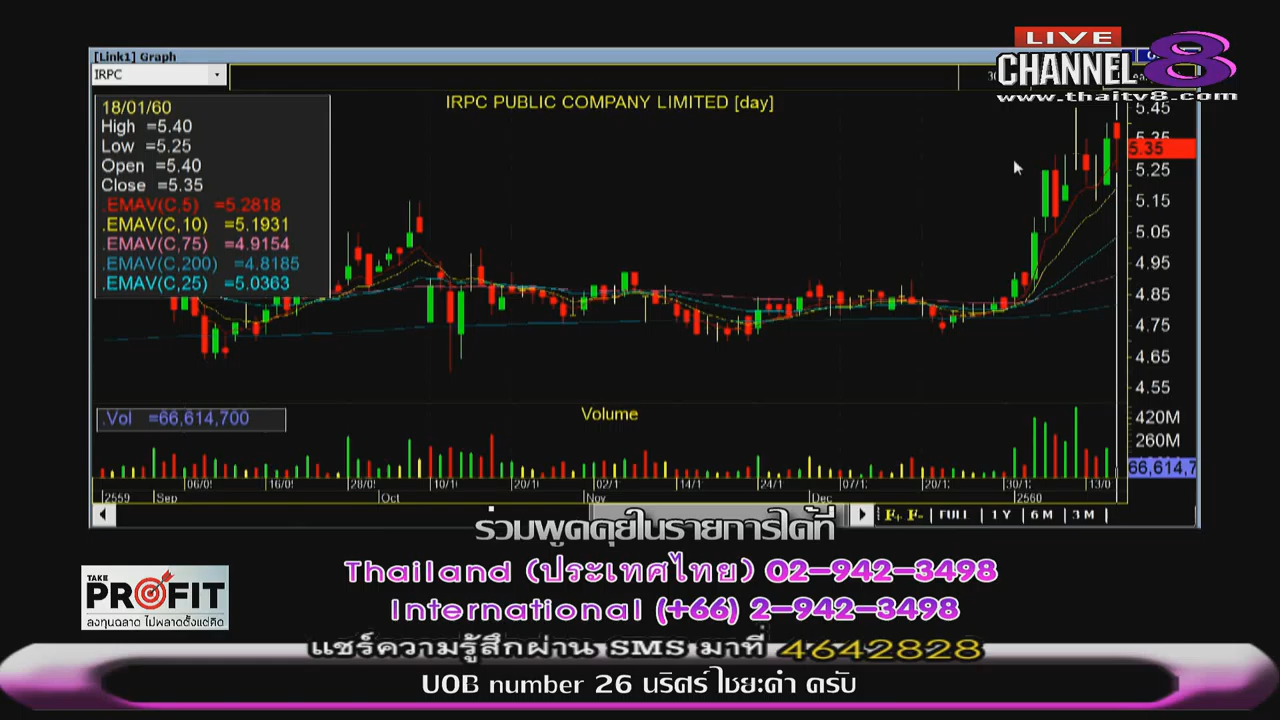 LIVE
CHANNEL 8
www.thaitv8.com
[Link1] Graph
IRPC
IRPC PUBLIC COMPANY LIMITED [day]
18/01/60
High =5.40
Low =5.25
Open =5.40
Close =5.35
.EMAV(C,5) =5.2818
.EMAV(C,10) =5.1931
.EMAV(C,75) =4.9154
.EMAV(C,200) =4.8185
.EMAV(C,25) =5.0363
5.45
5.35
5.35
5.25
5.15
5.05
4.95
4.85
4.75
4.65
4.55
.Vol =66,614,700
Volume
420M
260M
66,614,7
06/0 16/0 28/0 10/1 20/1 02/1 14/1 24/1 07/1 20/1 30/1 13/0
2559 Sep Oct Nov Dec 2560
F+ F- FULL 1 Y 6 M 3 M
ร่วมพูดคุยในรายการได้ที่
Thailand (ประเทศไทย) 02-942-3498
International (+66) 2-942-3498
TAKE
PROFIT
ลงทุนฉลาด ไม่พลาดตั้งแต่คิด
แชร์ความรู้สึกผ่าน SMS มาที่ 4642828
UOB number 26 นริศร์ ไชยะคำ ครับ